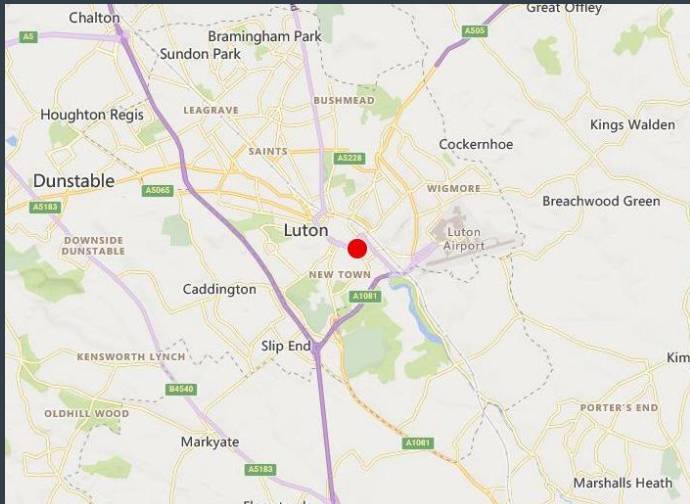 Great Offley
Chalton
A505
A5
Bramingham Park
Sundon Park
BUSHMEAD
LEAGRAVE
Houghton Regis
Kings Walden
Cockernhoe
SAINTS
A5228
Dunstable
A5065
WIGMORE
Breachwood Green
A5183
Luton
Luton
Airport
DOWNSIDE
DUNSTABLE
NEW TOWN
Caddington
A1081
Slip End
KENSWORTH LYNCH
Kim
B4540
OLDHILL WOOD
PORTER'S END
Markyate
A1081
A5183
Marshalls Heath